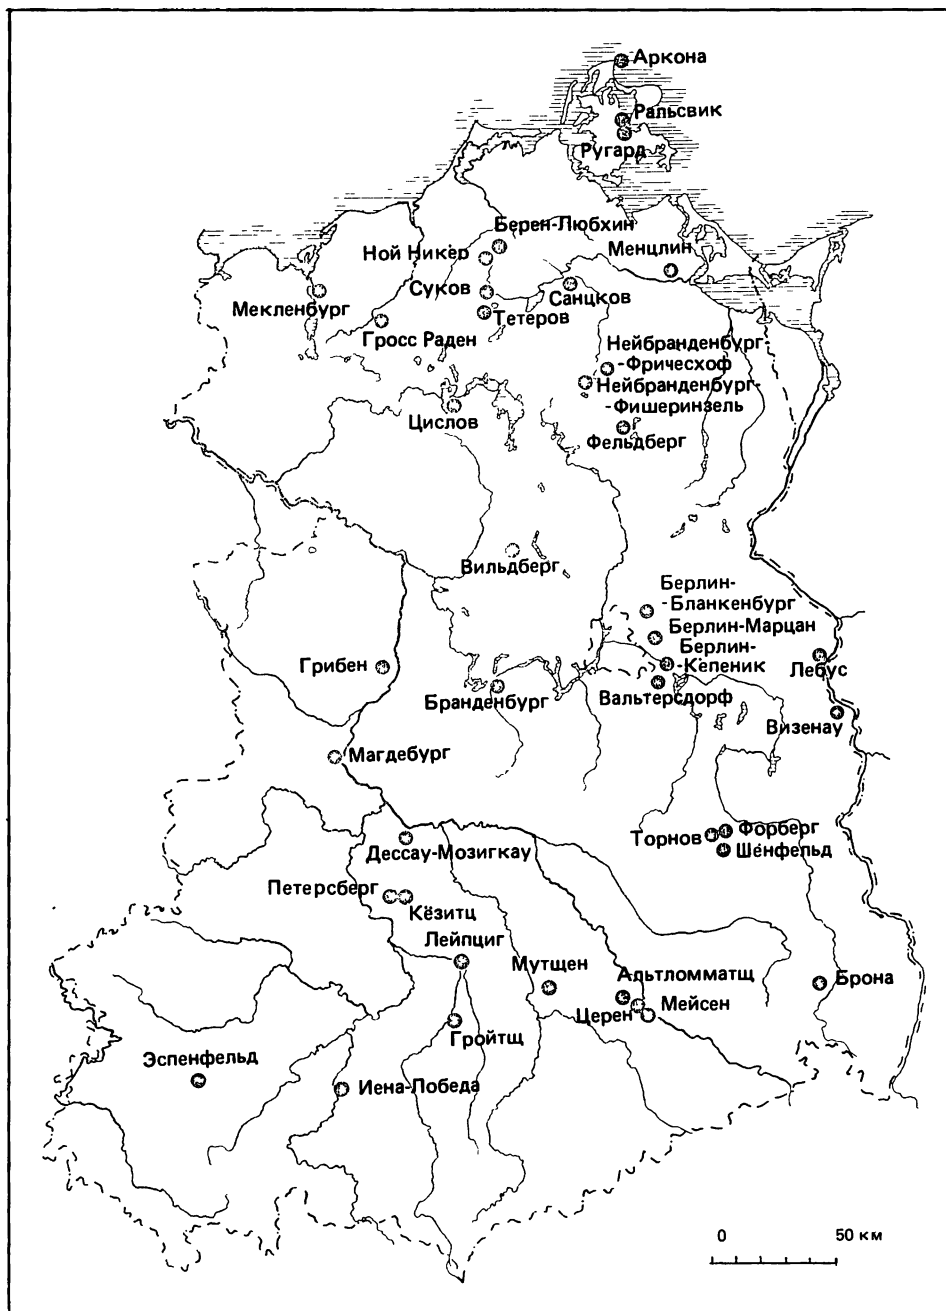 Аркона
Ральсвик
Ругард
Берен-Любхин
Ной Никёр
Менцлин
Суков
Санцков
Мекленбург
Тетеров
Гросс Раден
Нейбранденбург
-Фричесхоф
Нейбранденбург-
-Фишеринзель
Цислов
Фельдберг
Вильдберг
Берлин-
-Бланкенбург
Берлин-Марцан
Берлин-
-Кёпеник
Грибен
Лебус
Бранденбург
Вальтерсдорф
Визенау
Магдебург
Торнов
Форберг
Шёнфельд
Дессау-Мозигкау
Петерсберг
Кёзитц
Лейпциг
Мутщен
Альтломматщ
Брона
Церен
Мейсен
Гройтщ
Эспенфельд
Иена-Лобеда
0 50 км